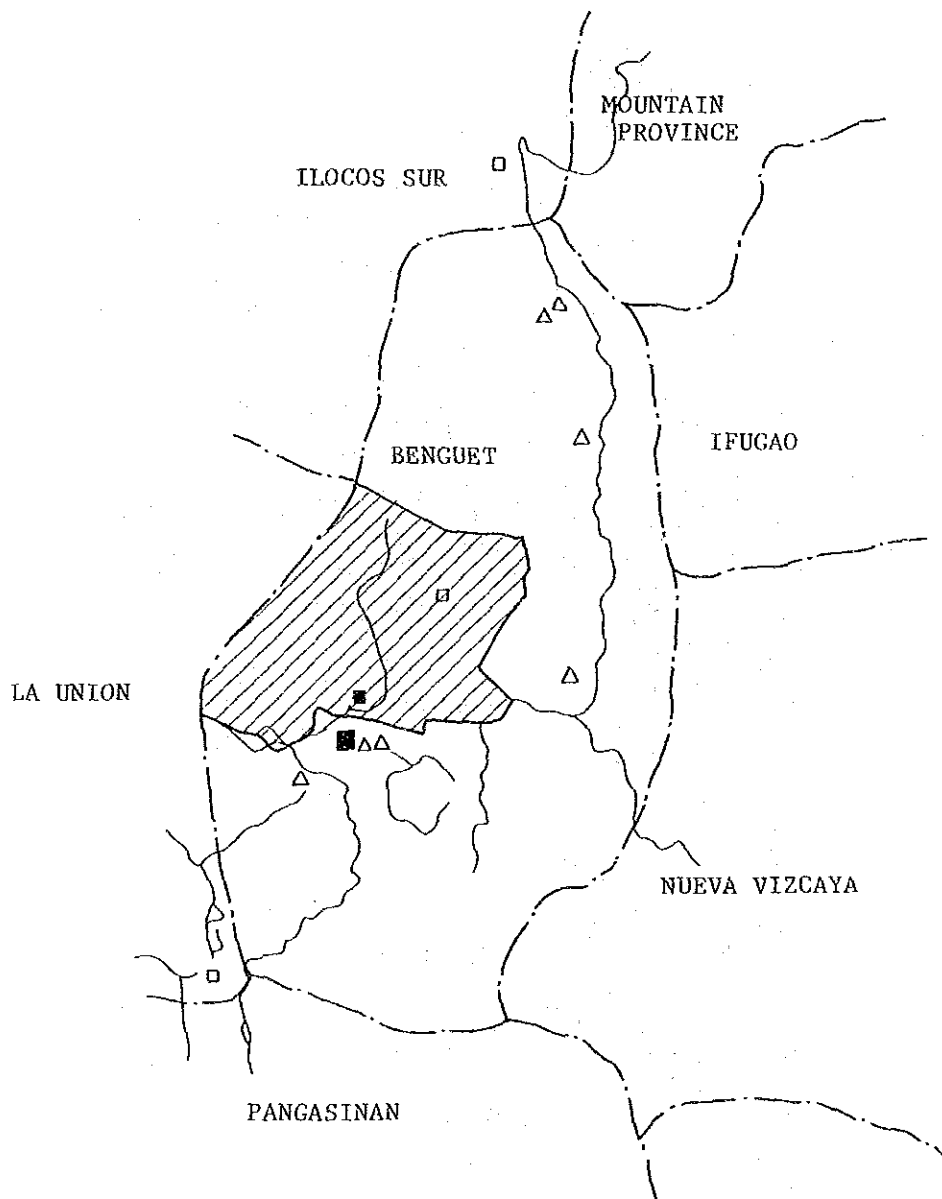 MOUNTAIN
PROVINCE
ILOCOS SUR
BENGUET
IFUGAO
LA UNION
NUEVA VIZCAYA
PANGASINAN